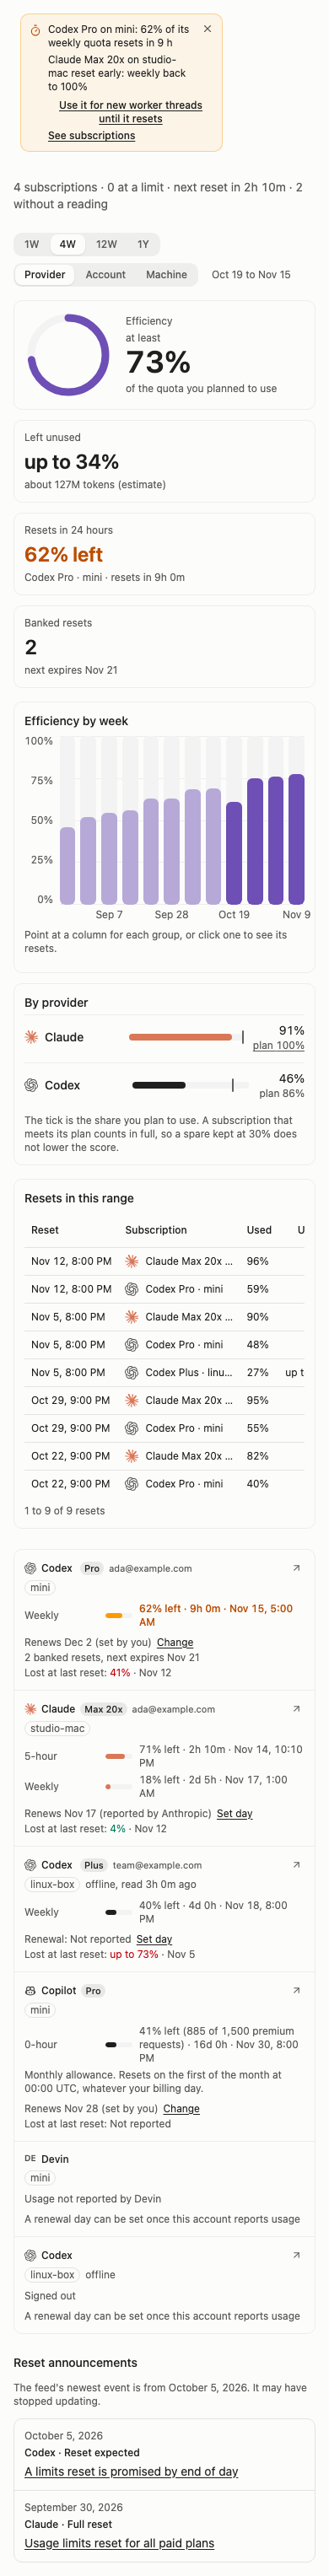 Codex Pro on mini: 62% of its
weekly quota resets in 9 h
Claude Max 20x on studio-
mac reset early: weekly back
to 100%
Use it for new worker threads
until it resets
See subscriptions
4 subscriptions · 0 at a limit · next reset in 2h 10m · 2
without a reading
1W 4W 12W 1Y
Provider Account Machine Oct 19 to Nov 15
Efficiency
at least
73%
of the quota you planned to use
Left unused
up to 34%
about 127M tokens (estimate)
Resets in 24 hours
62% left
Codex Pro · mini · resets in 9h 0m
Banked resets
2
next expires Nov 21
Efficiency by week
100%
75%
50%
25%
0%
Sep 7 Sep 28 Oct 19 Nov 9
Point at a column for each group, or click one to see its
resets.
By provider
Claude 91%
plan 100%
Codex 46%
plan 86%
The tick is the share you plan to use. A subscription that
meets its plan counts in full, so a spare kept at 30% does
not lower the score.
Resets in this range
Reset Subscription Used U
Nov 12, 8:00 PM Claude Max 20x ... 96%
Nov 12, 8:00 PM Codex Pro · mini 59%
Nov 5, 8:00 PM Claude Max 20x ... 90%
Nov 5, 8:00 PM Codex Pro · mini 48%
Nov 5, 8:00 PM Codex Plus · linu... 27% up t
Oct 29, 9:00 PM Claude Max 20x ... 95%
Oct 29, 9:00 PM Codex Pro · mini 55%
Oct 22, 9:00 PM Claude Max 20x ... 82%
Oct 22, 9:00 PM Codex Pro · mini 40%
1 to 9 of 9 resets
Codex Pro ada@example.com
mini
Weekly 62% left · 9h 0m · Nov 15, 5:00
AM
Renews Dec 2 (set by you) Change
2 banked resets, next expires Nov 21
Lost at last reset: 41% · Nov 12
Claude Max 20x ada@example.com
studio-mac
5-hour 71% left · 2h 10m · Nov 14, 10:10
PM
Weekly 18% left · 2d 5h · Nov 17, 1:00
AM
Renews Nov 17 (reported by Anthropic) Set day
Lost at last reset: 4% · Nov 12
Codex Plus team@example.com
linux-box offline, read 3h 0m ago
Weekly 40% left · 4d 0h · Nov 18, 8:00
PM
Renewal: Not reported Set day
Lost at last reset: up to 73% · Nov 5
Copilot Pro
mini
0-hour 41% left (885 of 1,500 premium
requests) · 16d 0h · Nov 30, 8:00
PM
Monthly allowance. Resets on the first of the month at
00:00 UTC, whatever your billing day.
Renews Nov 28 (set by you) Change
Lost at last reset: Not reported
DE Devin
mini
Usage not reported by Devin
A renewal day can be set once this account reports usage
Codex
linux-box offline
Signed out
A renewal day can be set once this account reports usage
Reset announcements
The feed's newest event is from October 5, 2026. It may have
stopped updating.
October 5, 2026
Codex · Reset expected
A limits reset is promised by end of day
September 30, 2026
Claude · Full reset
Usage limits reset for all paid plans